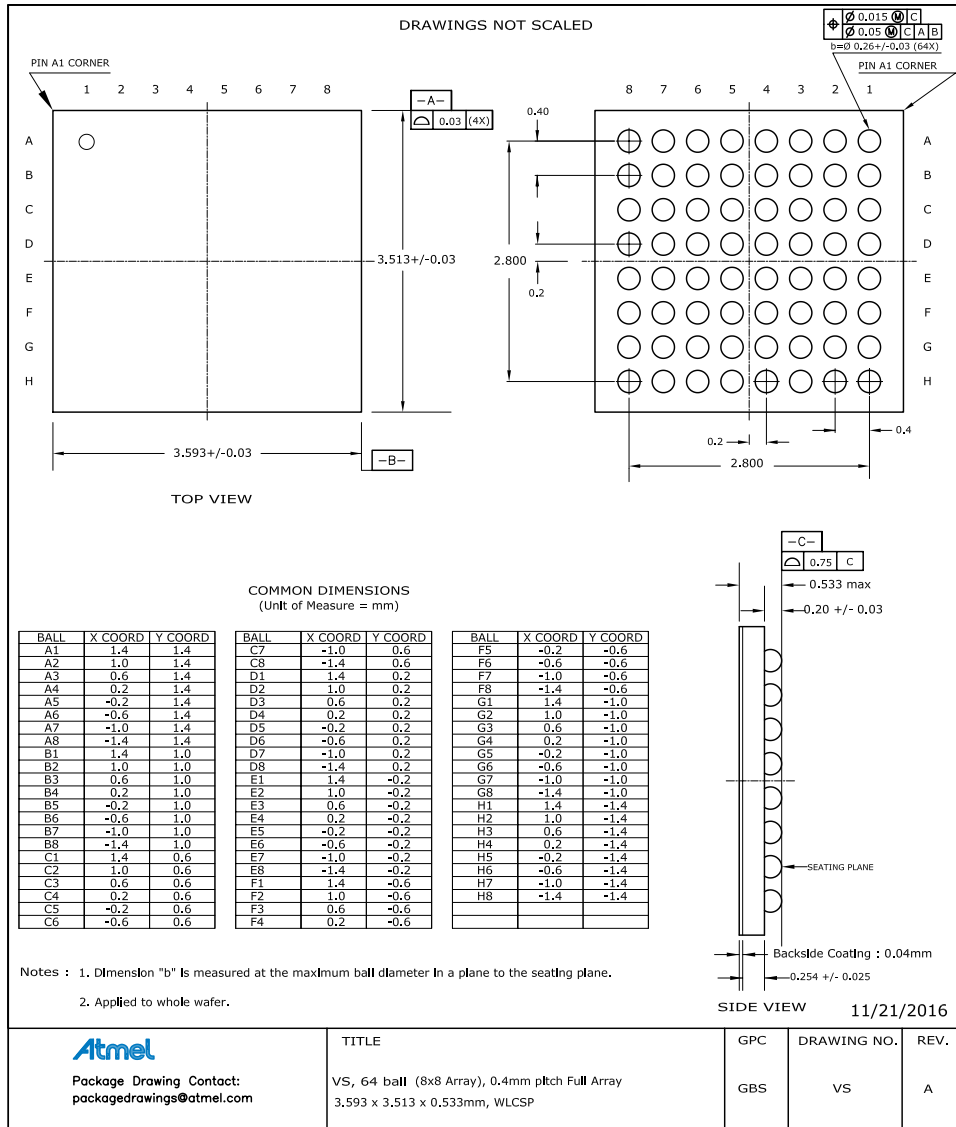 DRAWINGS NOT SCALED
Ø 0.015 Ⓜ C
Ø 0.05 Ⓜ C A B
b=Ø 0.26+/-0.03 (64X)
PIN A1 CORNER
PIN A1 CORNER
1 2 3 4 5 6 7 8
8 7 6 5 4 3 2 1
-A-
0.03 (4X)
0.40
A
B
C
D
E
F
G
H
3.513+/-0.03
2.800
0.2
A
B
C
D
E
F
G
H
0.2
0.4
2.800
3.593+/-0.03
-B-
TOP VIEW
-C-
0.75 C
0.533 max
0.20 +/- 0.03
COMMON DIMENSIONS
(Unit of Measure = mm)
BALL X COORD Y COORD
A1 1.4 1.4
A2 1.0 1.4
A3 0.6 1.4
A4 0.2 1.4
A5 -0.2 1.4
A6 -0.6 1.4
A7 -1.0 1.4
A8 -1.4 1.4
B1 1.4 1.0
B2 1.0 1.0
B3 0.6 1.0
B4 0.2 1.0
B5 -0.2 1.0
B6 -0.6 1.0
B7 -1.0 1.0
B8 -1.4 1.0
C1 1.4 0.6
C2 1.0 0.6
C3 0.6 0.6
C4 0.2 0.6
C5 -0.2 0.6
C6 -0.6 0.6
BALL X COORD Y COORD
C7 -1.0 0.6
C8 -1.4 0.6
D1 1.4 0.2
D2 1.0 0.2
D3 0.6 0.2
D4 0.2 0.2
D5 -0.2 0.2
D6 -0.6 0.2
D7 -1.0 0.2
D8 -1.4 0.2
E1 1.4 -0.2
E2 1.0 -0.2
E3 0.6 -0.2
E4 0.2 -0.2
E5 -0.2 -0.2
E6 -0.6 -0.2
E7 -1.0 -0.2
E8 -1.4 -0.2
F1 1.4 -0.6
F2 1.0 -0.6
F3 0.6 -0.6
F4 0.2 -0.6
BALL X COORD Y COORD
F5 -0.2 -0.6
F6 -0.6 -0.6
F7 -1.0 -0.6
F8 -1.4 -0.6
G1 1.4 -1.0
G2 1.0 -1.0
G3 0.6 -1.0
G4 0.2 -1.0
G5 -0.2 -1.0
G6 -0.6 -1.0
G7 -1.0 -1.0
G8 -1.4 -1.0
H1 1.4 -1.4
H2 1.0 -1.4
H3 0.6 -1.4
H4 0.2 -1.4
H5 -0.2 -1.4
H6 -0.6 -1.4
H7 -1.0 -1.4
H8 -1.4 -1.4
SEATING PLANE
Backside Coating : 0.04mm
0.254 +/- 0.025
SIDE VIEW
11/21/2016
Notes : 1. Dimension "b" is measured at the maximum ball diameter in a plane to the seating plane.
2. Applied to whole wafer.
Atmel
Package Drawing Contact:
packagedrawings@atmel.com
TITLE
VS, 64 ball (8x8 Array), 0.4mm pitch Full Array
3.593 x 3.513 x 0.533mm, WLCSP
GPC
GBS
DRAWING NO.
VS
REV.
A